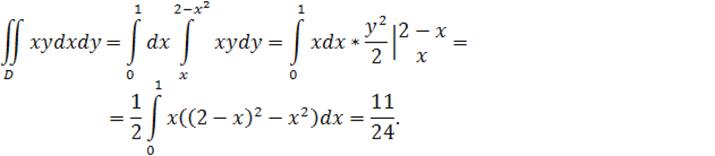 ∬_D xydxdy = ∫_0^1 dx ∫_x^{2−x²} xydy = ∫_0^1 xdx * y²/2 |_x^{2 − x} =
= 1/2 ∫_0^1 x((2 − x)² − x²)dx = 11/24.